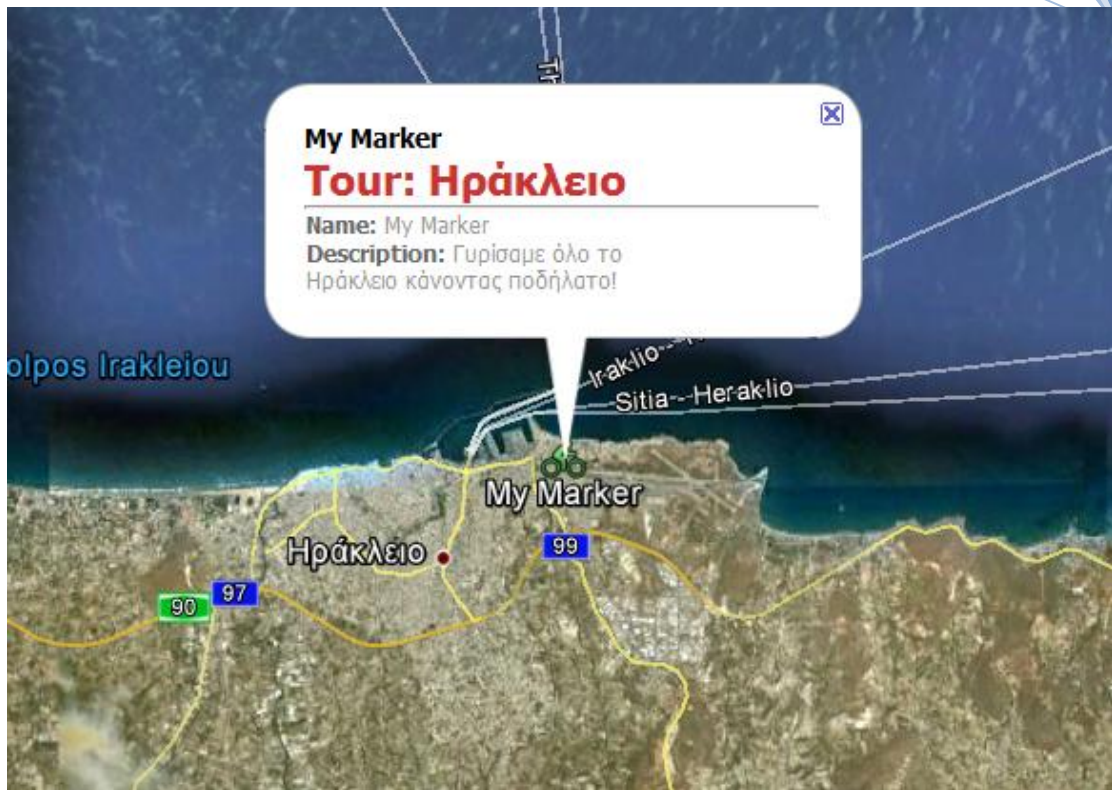 My Marker
Tour: Ηράκλειο
Name: My Marker
Description: Γυρίσαμε όλο το
Ηράκλειο κάνοντας ποδήλατο!
olpos Irakleiou
Iraklio
Sitia---Heraklio
My Marker
Ηράκλειο
99
97
90